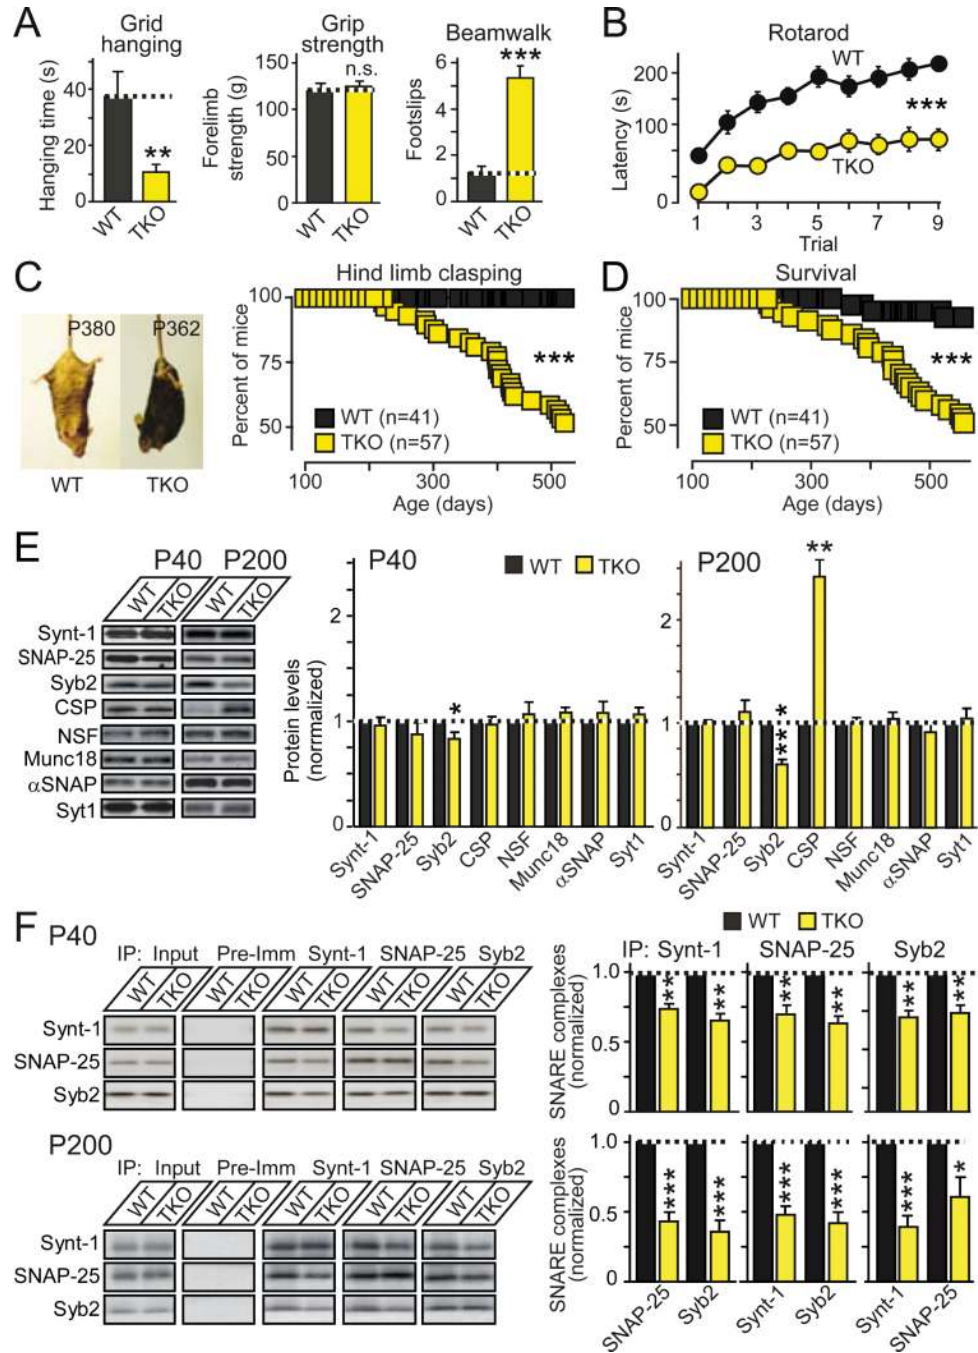 A
Grid
hanging
Hanging time (s)
40
20
0
**
WT
TKO
Grip
strength
n.s.
Forelimb
strength (g)
150
100
50
0
WT
TKO
Beamwalk
***
Footslips
6
4
2
0
WT
TKO
B
Rotarod
WT
***
TKO
Latency (s)
200
100
0
1 3 5 7 9
Trial
C
P380
P362
WT
TKO
Hind limb clasping
Percent of mice
100
75
50
***
WT (n=41)
TKO (n=57)
100 300 500
Age (days)
D
Survival
Percent of mice
100
75
50
***
WT (n=41)
TKO (n=57)
100 300 500
Age (days)
E
P40 P200
WT TKO WT TKO
Synt-1
SNAP-25
Syb2
CSP
NSF
Munc18
αSNAP
Syt1
P40
WT TKO
Protein levels
(normalized)
2
1
0
*
Synt-1 SNAP-25 Syb2 CSP NSF Munc18 αSNAP Syt1
P200
2
1
0
****
**
Synt-1 SNAP-25 Syb2 CSP NSF Munc18 αSNAP Syt1
F
P40
IP: Input Pre-Imm Synt-1 SNAP-25 Syb2
WT TKO WT TKO WT TKO WT TKO WT TKO
Synt-1
SNAP-25
Syb2
P200
IP: Input Pre-Imm Synt-1 SNAP-25 Syb2
WT TKO WT TKO WT TKO WT TKO WT TKO
Synt-1
SNAP-25
Syb2
WT TKO
IP: Synt-1 SNAP-25 Syb2
SNARE complexes
(normalized)
1.0
0.5
0
** ** ** ** ** **
SNARE complexes
(normalized)
1.0
0.5
0
*** *** *** *** *** *
SNAP-25 Syb2 Synt-1 Syb2 Synt-1 SNAP-25